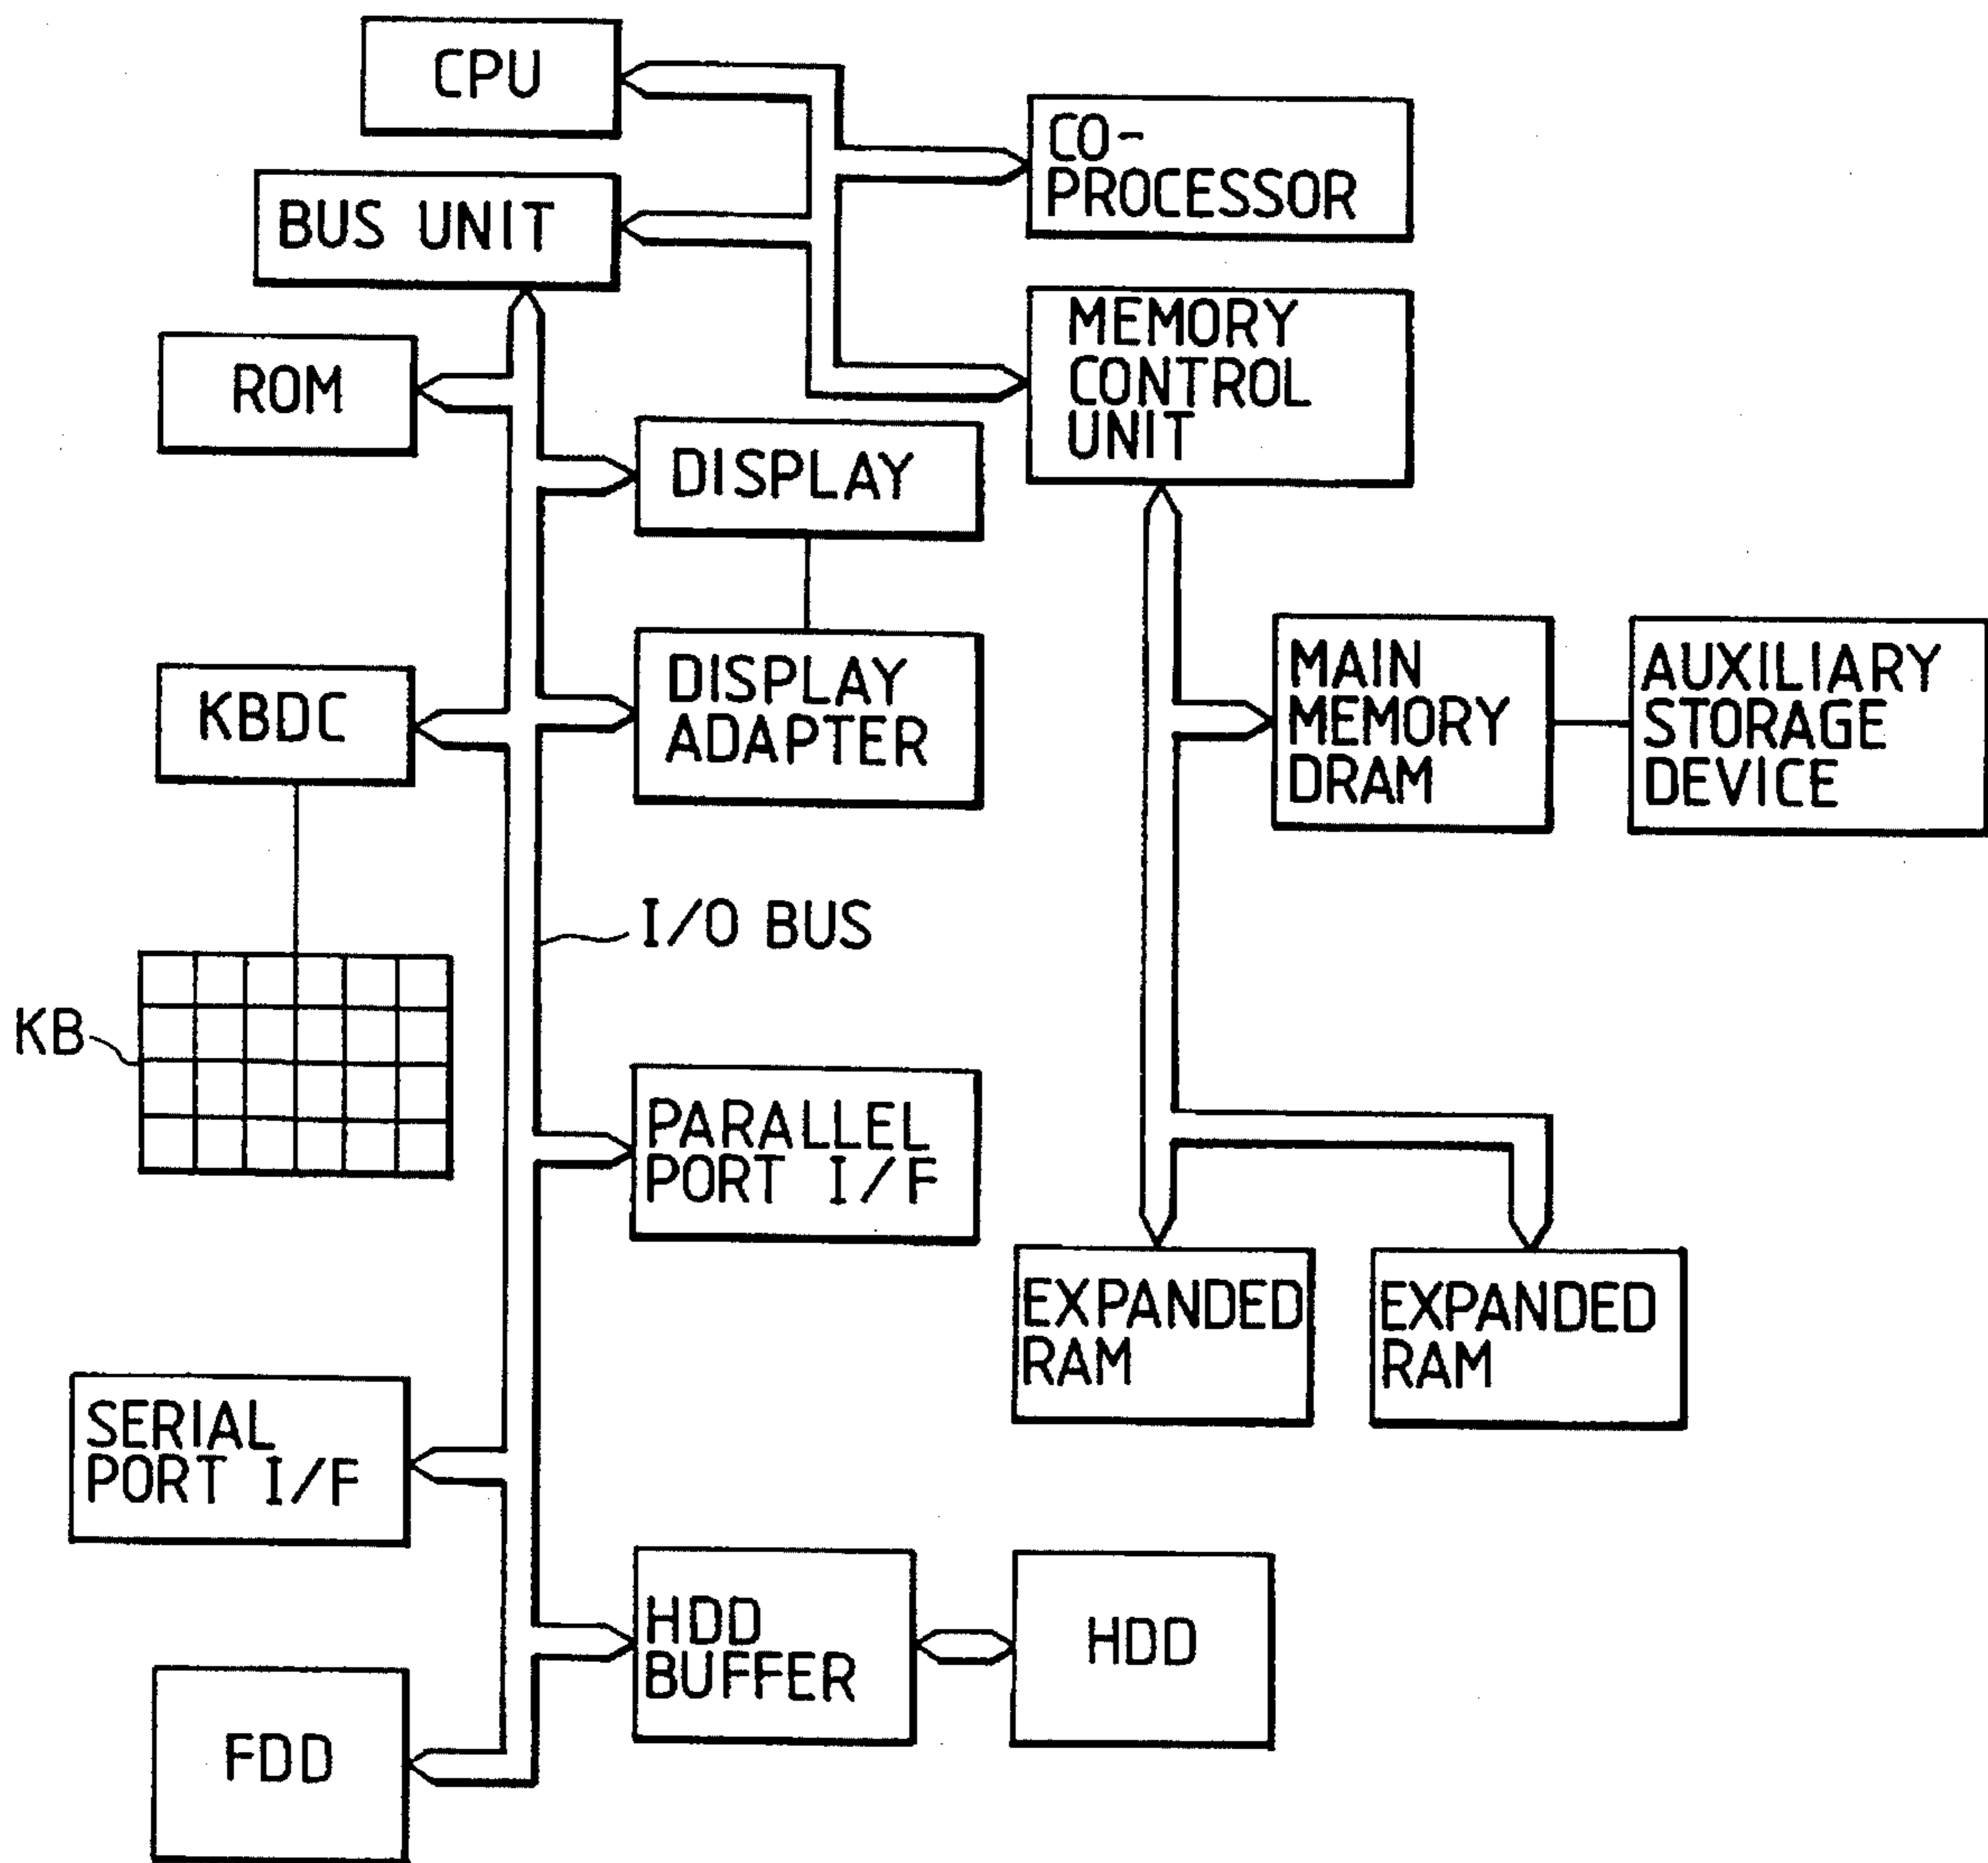 CPU
CO-
PROCESSOR
BUS UNIT
MEMORY
CONTROL
UNIT
ROM
DISPLAY
DISPLAY
ADAPTER
KBDC
MAIN
MEMORY
DRAM
AUXILIARY
STORAGE
DEVICE
I/O BUS
KB
PARALLEL
PORT I/F
EXPANDED
RAM
EXPANDED
RAM
SERIAL
PORT I/F
HDD
BUFFER
HDD
FDD